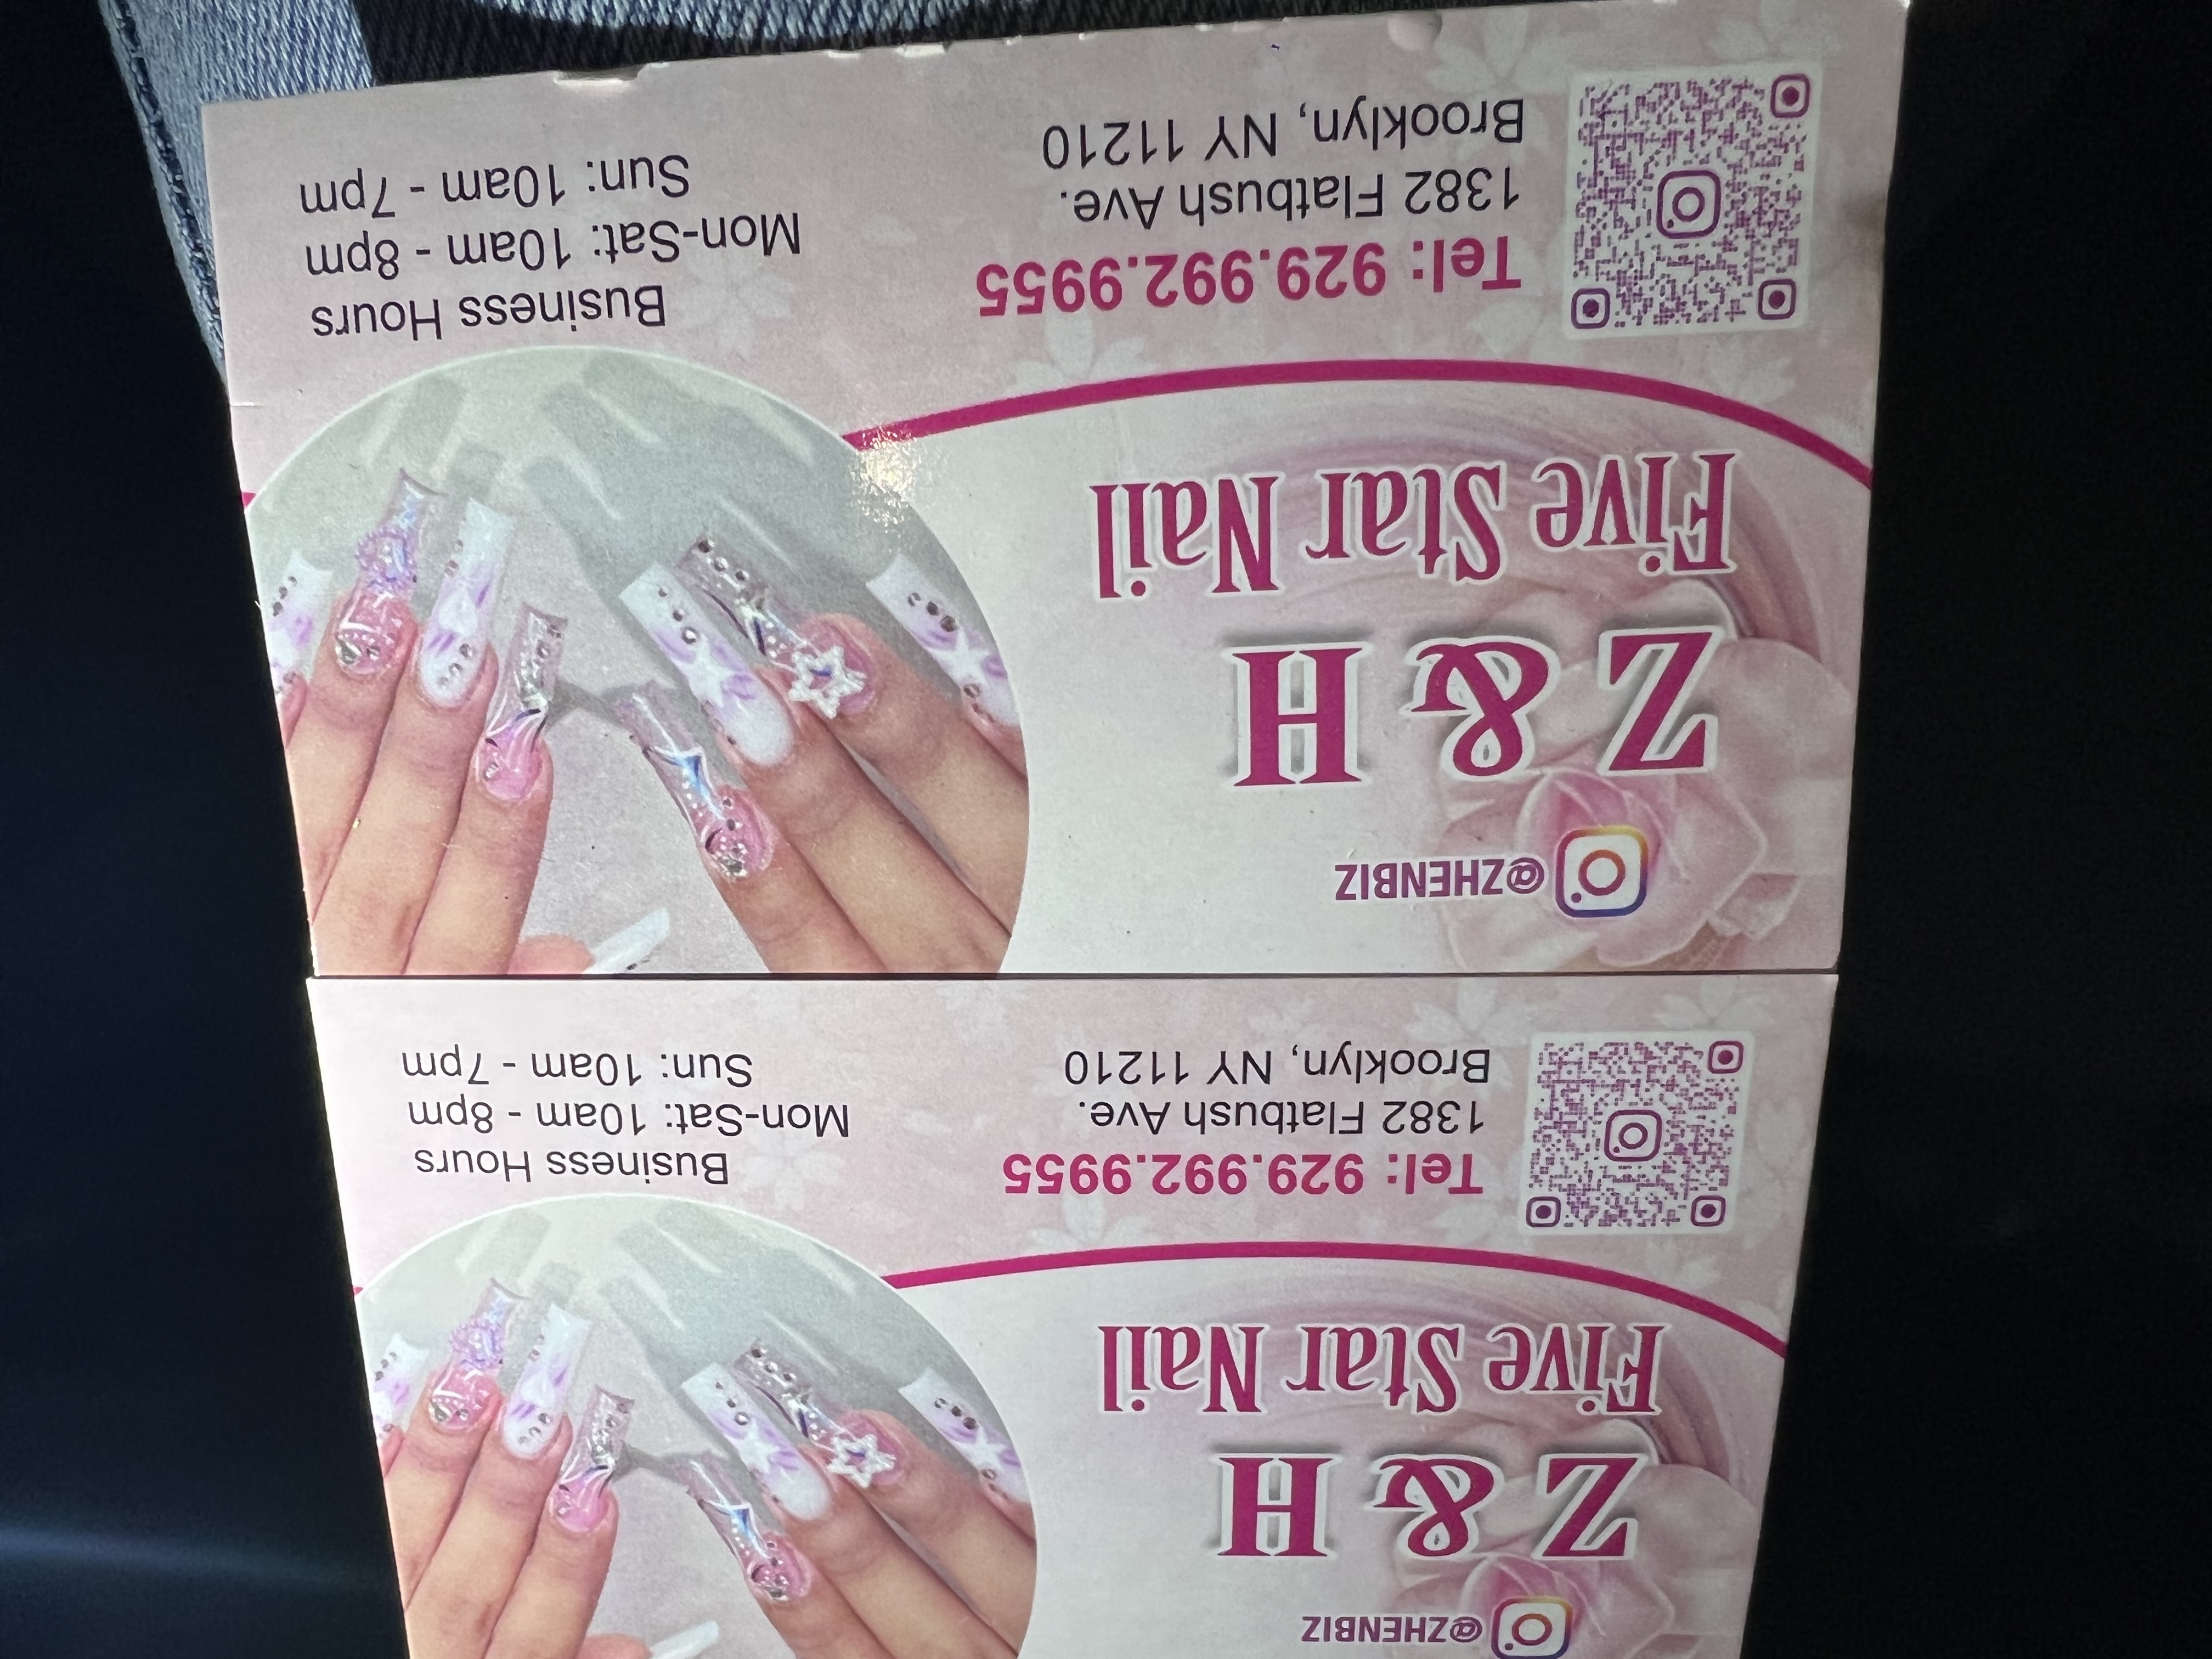 @ZHENBIZ
Z & H
Five Star Nail
Tel: 929.992.9955
1382 Flatbush Ave.
Brooklyn, NY 11210
Business Hours
Mon-Sat: 10am - 8pm
Sun: 10am - 7pm
@ZHENBIZ
Z & H
Five Star Nail
Tel: 929.992.9955
1382 Flatbush Ave.
Brooklyn, NY 11210
Business Hours
Mon-Sat: 10am - 8pm
Sun: 10am - 7pm